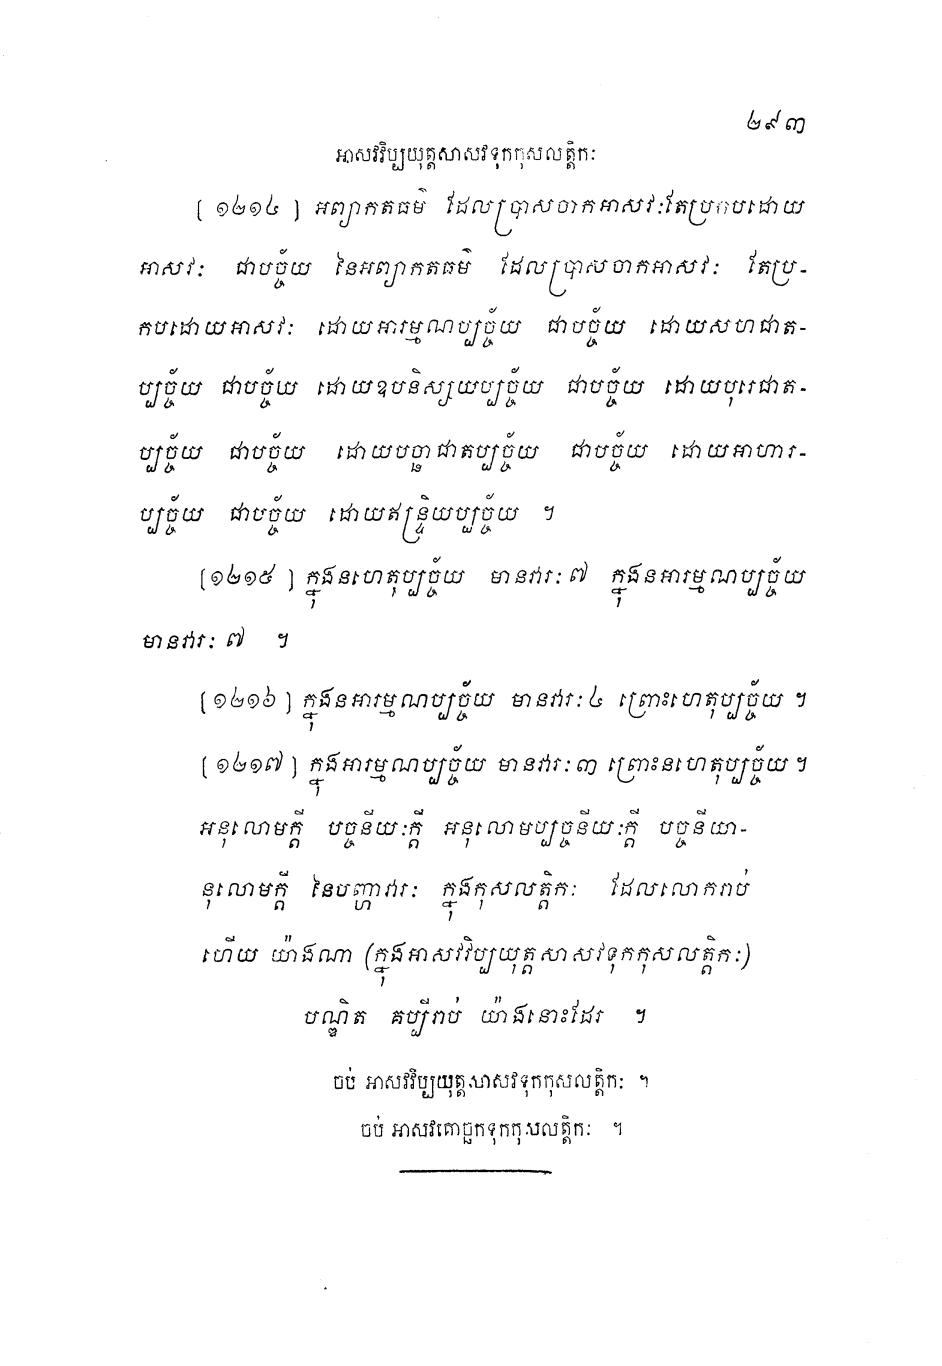 ២៩៣
អាសវវិប្បយុត្តសាសវទុកកុសលត្តិកៈ
[១២១៤] អព្យាកតធម៌ ដែលប្រាសចាកអាសវៈតែប្រកបដោយ
អាសវៈ ជាបច្ច័យ នៃអព្យាកតធម៌ ដែលប្រាសចាកអាសវៈ តែប្រ-
កបដោយអាសវៈ ដោយអារម្មណប្បច្ច័យ ជាបច្ច័យ ដោយសហជាត-
ប្បច្ច័យ ជាបច្ច័យ ដោយឧបនិស្សយប្បច្ច័យ ជាបច្ច័យ ដោយបុរេជាត-
ប្បច្ច័យ ជាបច្ច័យ ដោយបច្ឆាជាតប្បច្ច័យ ជាបច្ច័យ ដោយអាហារ-
ប្បច្ច័យ ជាបច្ច័យ ដោយឥន្ទ្រិយប្បច្ច័យ ។
[១២១៥] ក្នុងនហេតុប្បច្ច័យ មានវារៈ ៧ ក្នុងនអារម្មណប្បច្ច័យ
មានវារៈ ៧ ។
[១២១៦] ក្នុងនអារម្មណប្បច្ច័យ មានវារៈ ៤ ព្រោះហេតុប្បច្ច័យ ។
[១២១៧] ក្នុងអារម្មណប្បច្ច័យ មានវារៈ ៣ ព្រោះនហេតុប្បច្ច័យ ។
អនុលោមក្តី បច្ចនីយៈក្តី អនុលោមប្បច្ចនីយៈក្តី បច្ចនីយា-
នុលោមក្តី នៃបញ្ហាវារៈ ក្នុងកុសលត្តិកៈ ដែលលោករាប់
ហើយ យ៉ាងណា (ក្នុងអាសវវិប្បយុត្តសាសវទុកកុសលត្តិកៈ)
បណ្ឌិត គប្បីរាប់ យ៉ាងនោះដែរ ។
ចប់ អាសវវិប្បយុត្តសាសវទុកកុសលត្តិកៈ ។
ចប់ អាសវគោច្ឆកទុកកុសលត្តិកៈ ។